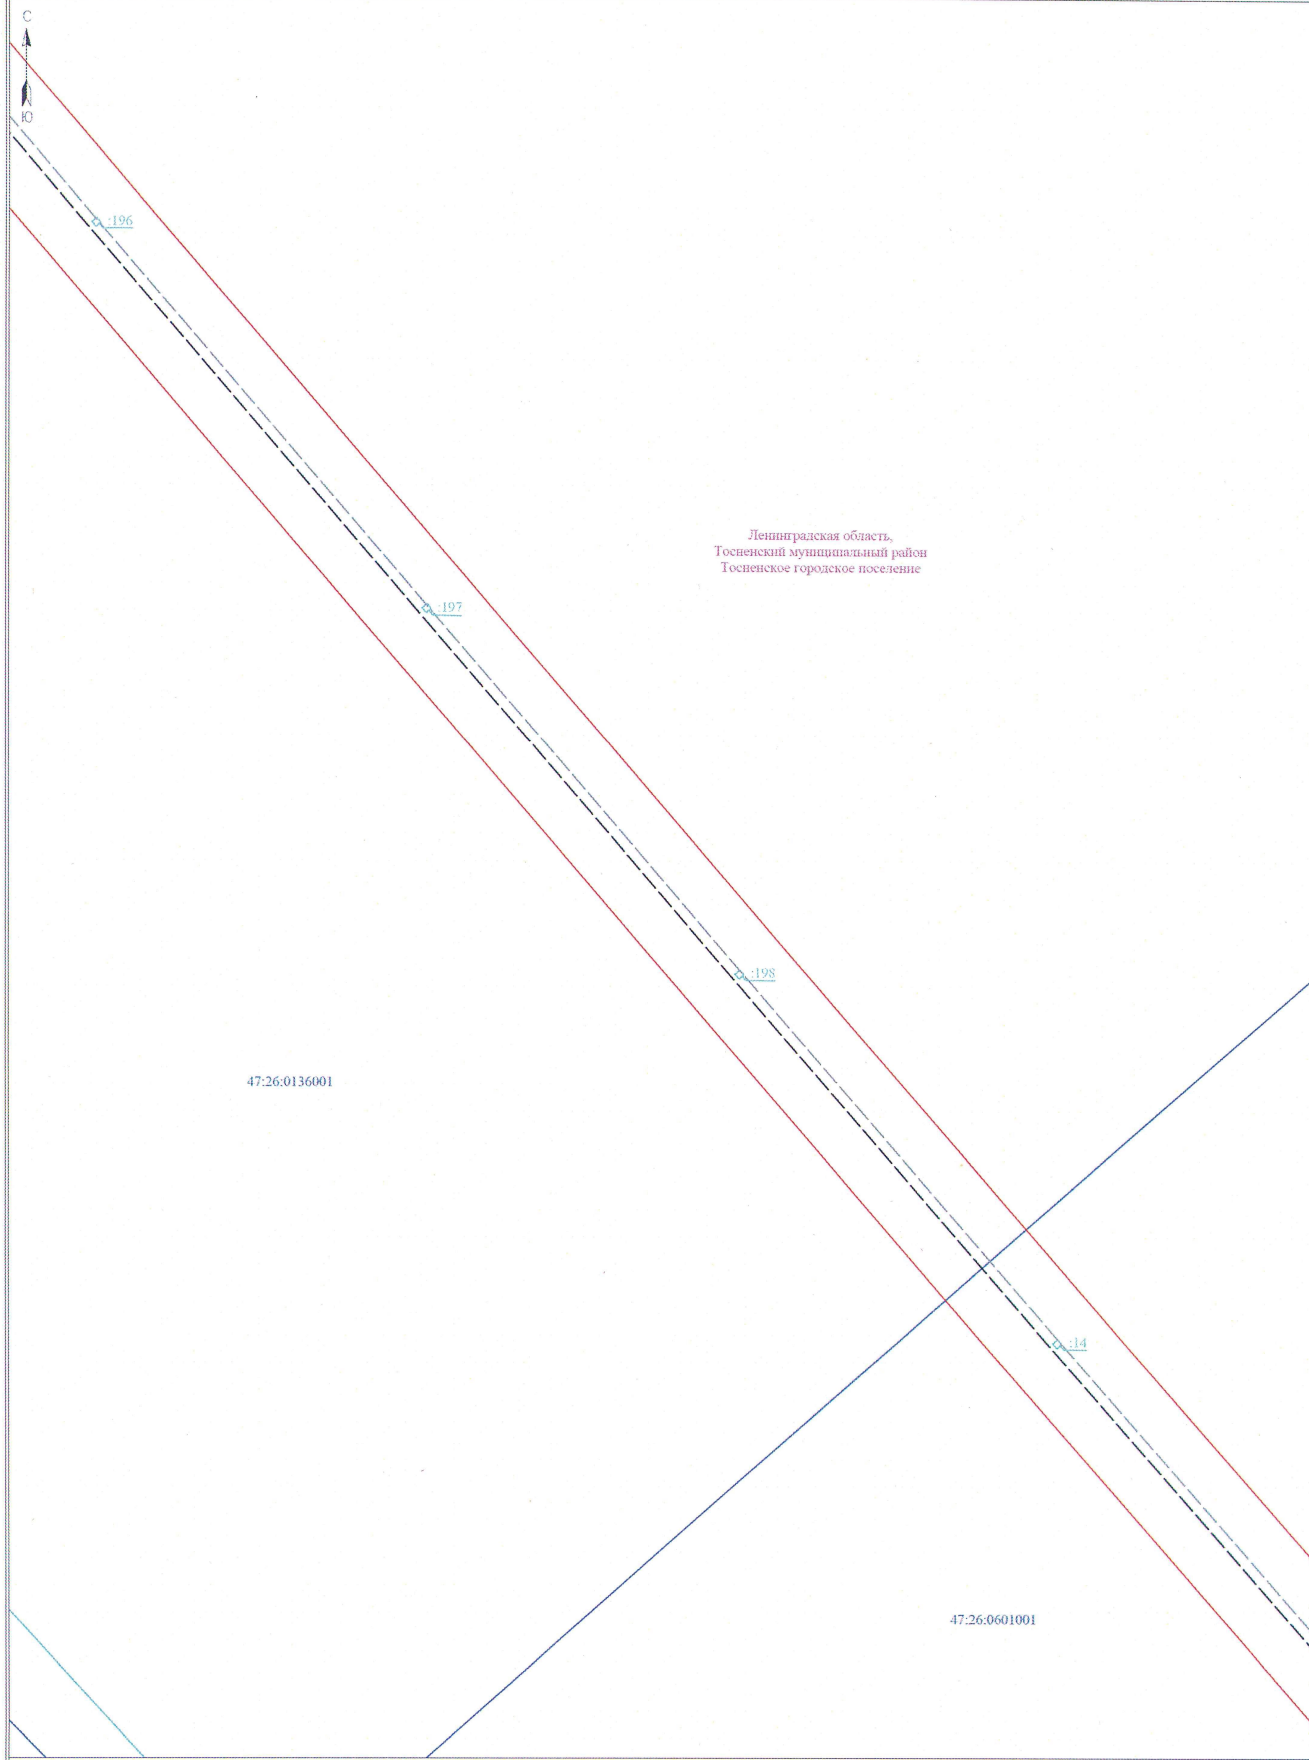 С
Ю
:196
Ленинградская область,
Тосненский муниципальный район
Тосненское городское поселение
:197
:198
47:26:0136001
:14
47:26:0601001